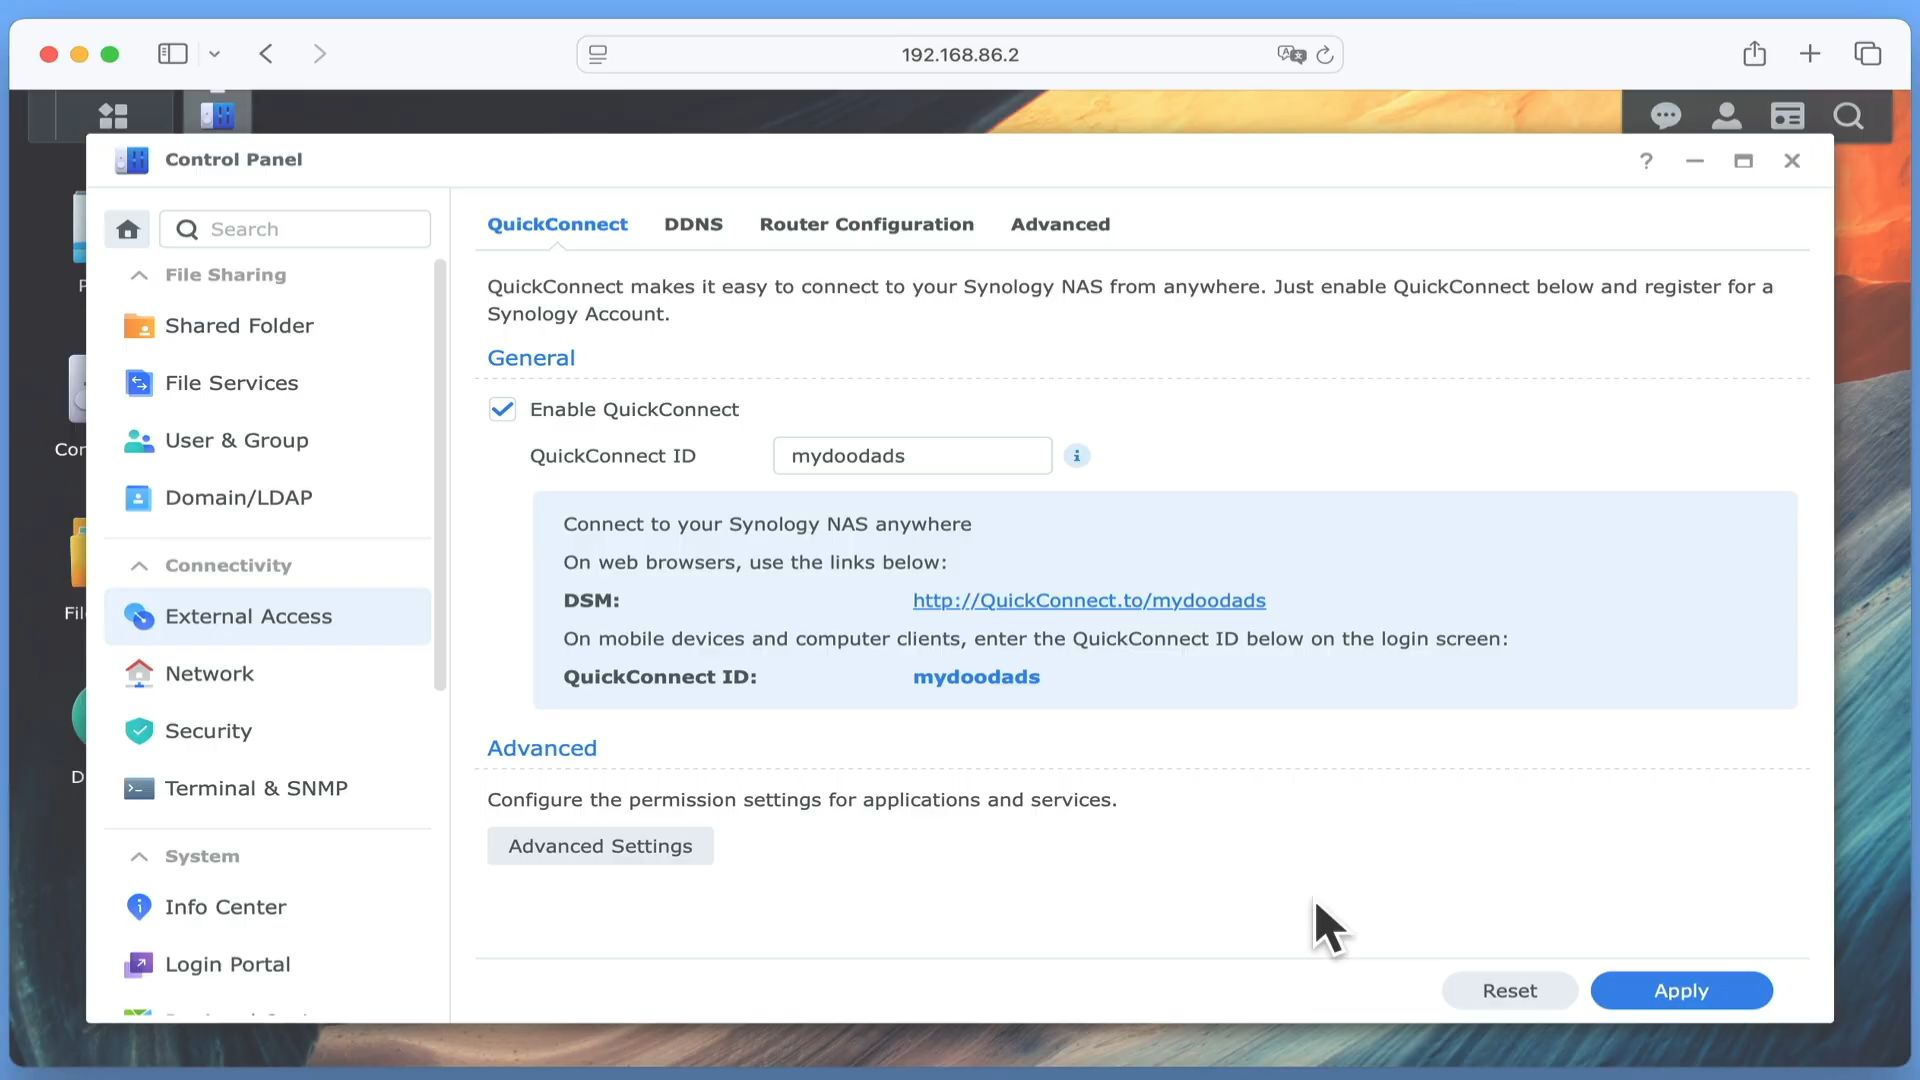 192.168.86.2
Control Panel
?
Search
File Sharing
Shared Folder
File Services
User & Group
Domain/LDAP
Connectivity
External Access
Network
Security
Terminal & SNMP
System
Info Center
Login Portal
QuickConnect DDNS Router Configuration Advanced
QuickConnect makes it easy to connect to your Synology NAS from anywhere. Just enable QuickConnect below and register for a
Synology Account.
General
Enable QuickConnect
QuickConnect ID mydoodads
Connect to your Synology NAS anywhere
On web browsers, use the links below:
DSM: http://QuickConnect.to/mydoodads
On mobile devices and computer clients, enter the QuickConnect ID below on the login screen:
QuickConnect ID: mydoodads
Advanced
Configure the permission settings for applications and services.
Advanced Settings
Reset Apply